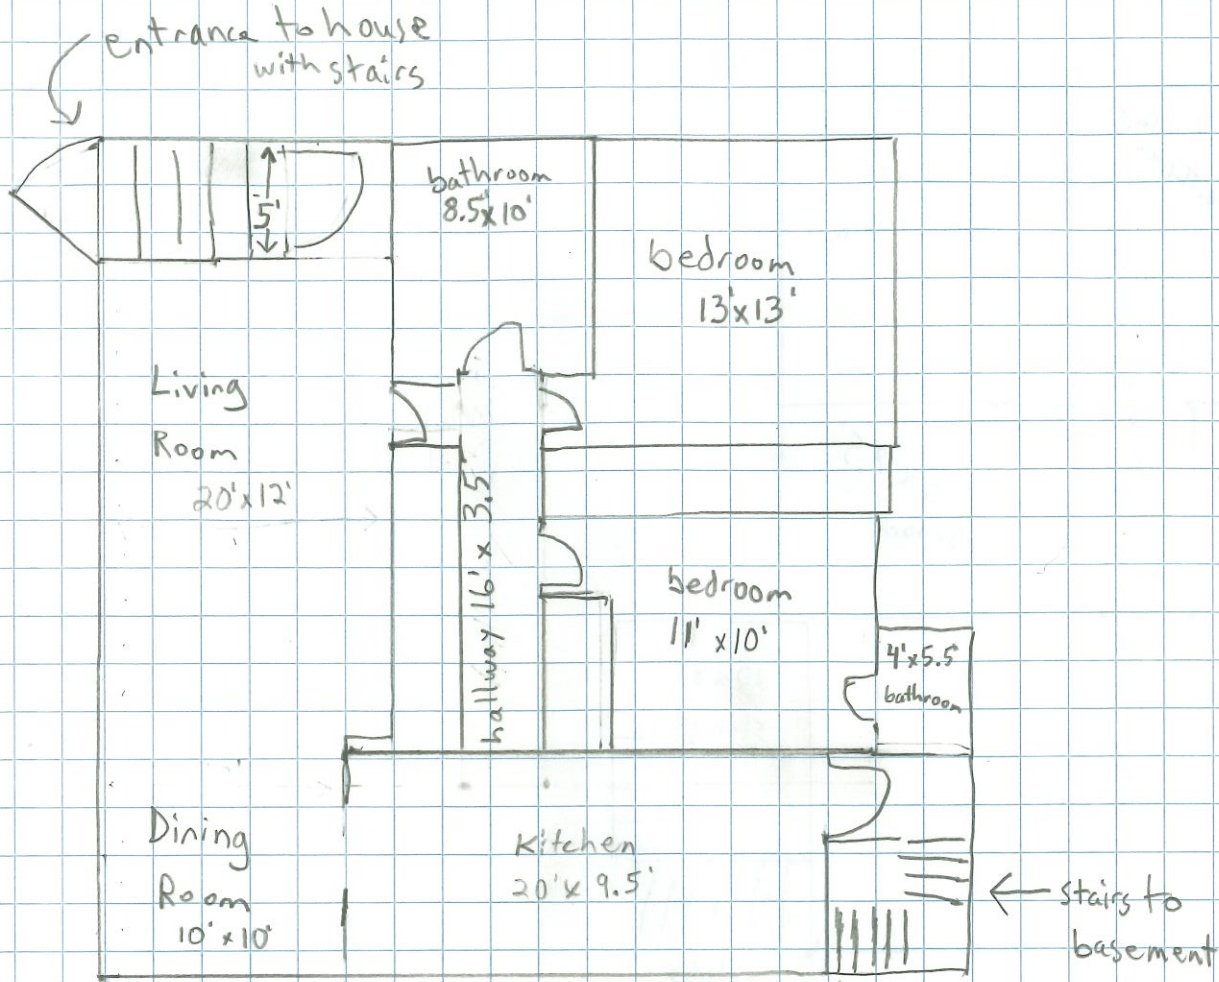 entrance to house
with stairs
5'
bathroom
8.5'x10'
bedroom
13'x13'
Living
Room
20'x12'
hallway 16' x 3.5'
bedroom
11' x10'
4'x5.5'
bathroom
Dining
Room
10'x10'
Kitchen
20'x 9.5'
stairs to
basement